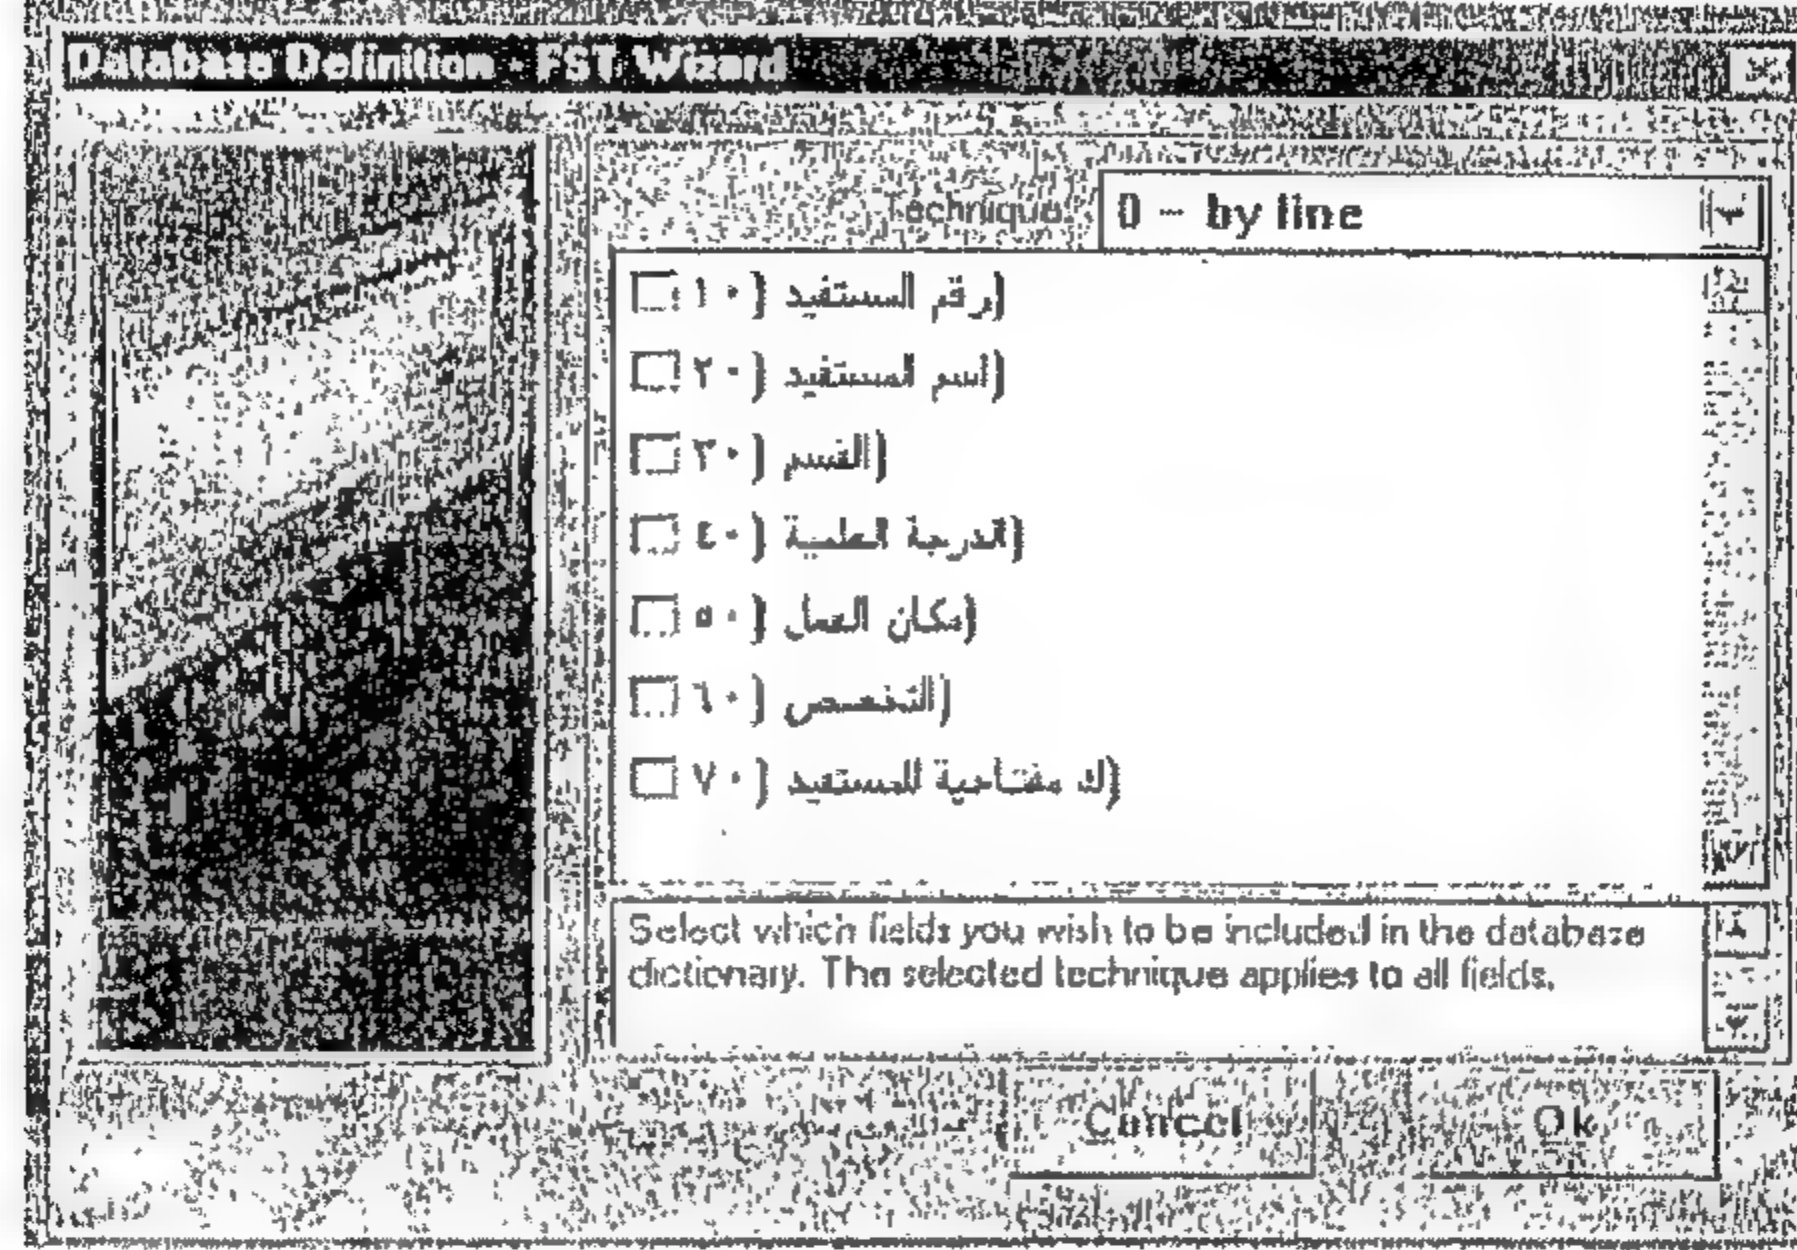 Database Definition - FST Wizard
Technique: 0 -- by line
١٠ (رقم المستفيد)
٢٠ (اسم المستفيد)
٣٠ (القسم)
٤٠ (الدرجة العلمية)
٥٠ (مكان العمل)
٦٠ (التخصص)
٧٠ (ك مفتاحية للمستفيد)
Select which fields you wish to be included in the database
dictionary. The selected technique applies to all fields.
Cancel
Ok